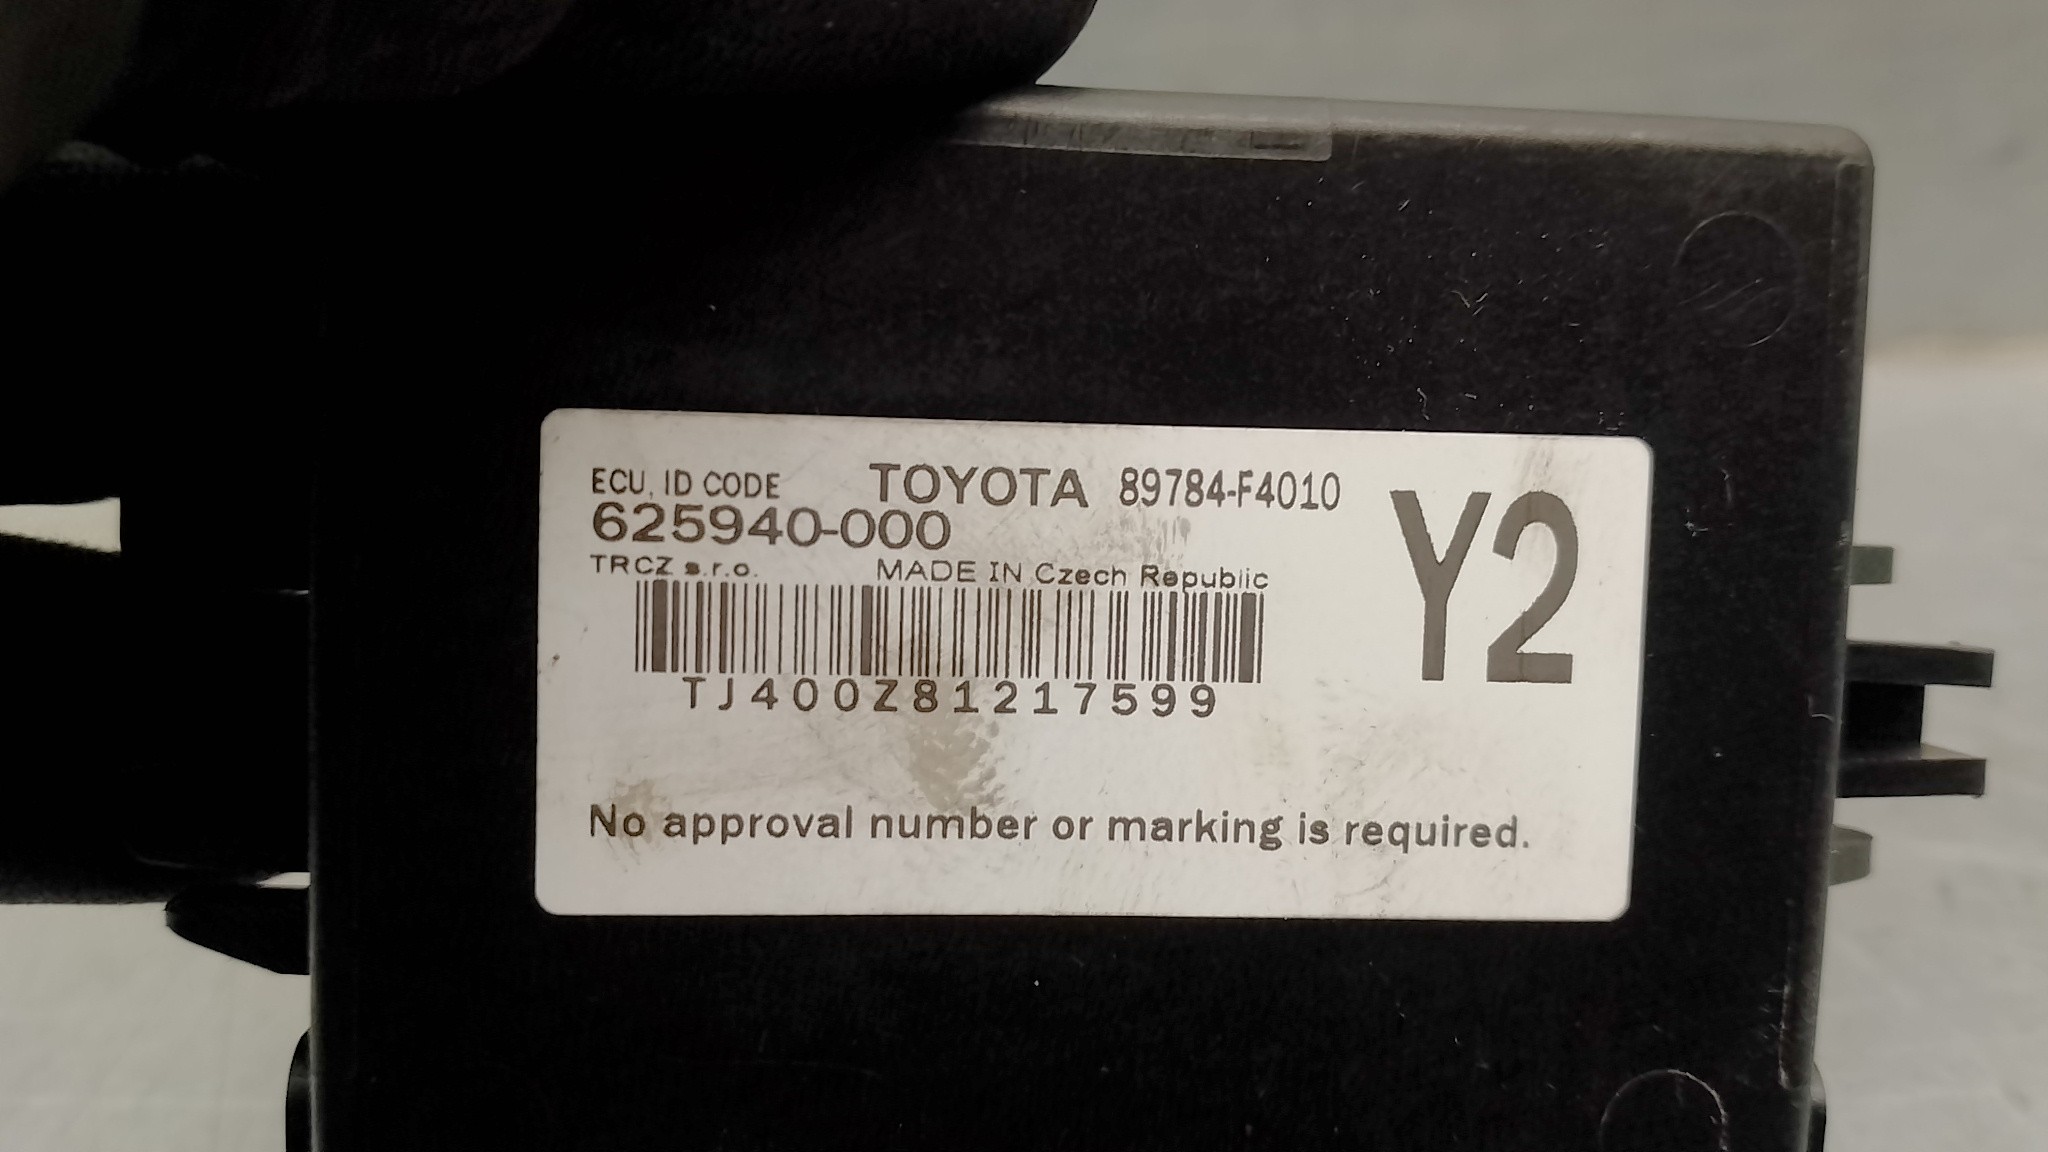 ECU, ID CODE TOYOTA 89784-F4010
625940-000
Y2
TRCZ s.r.o. MADE IN Czech Republic
TJ400Z81217599
No approval number or marking is required.